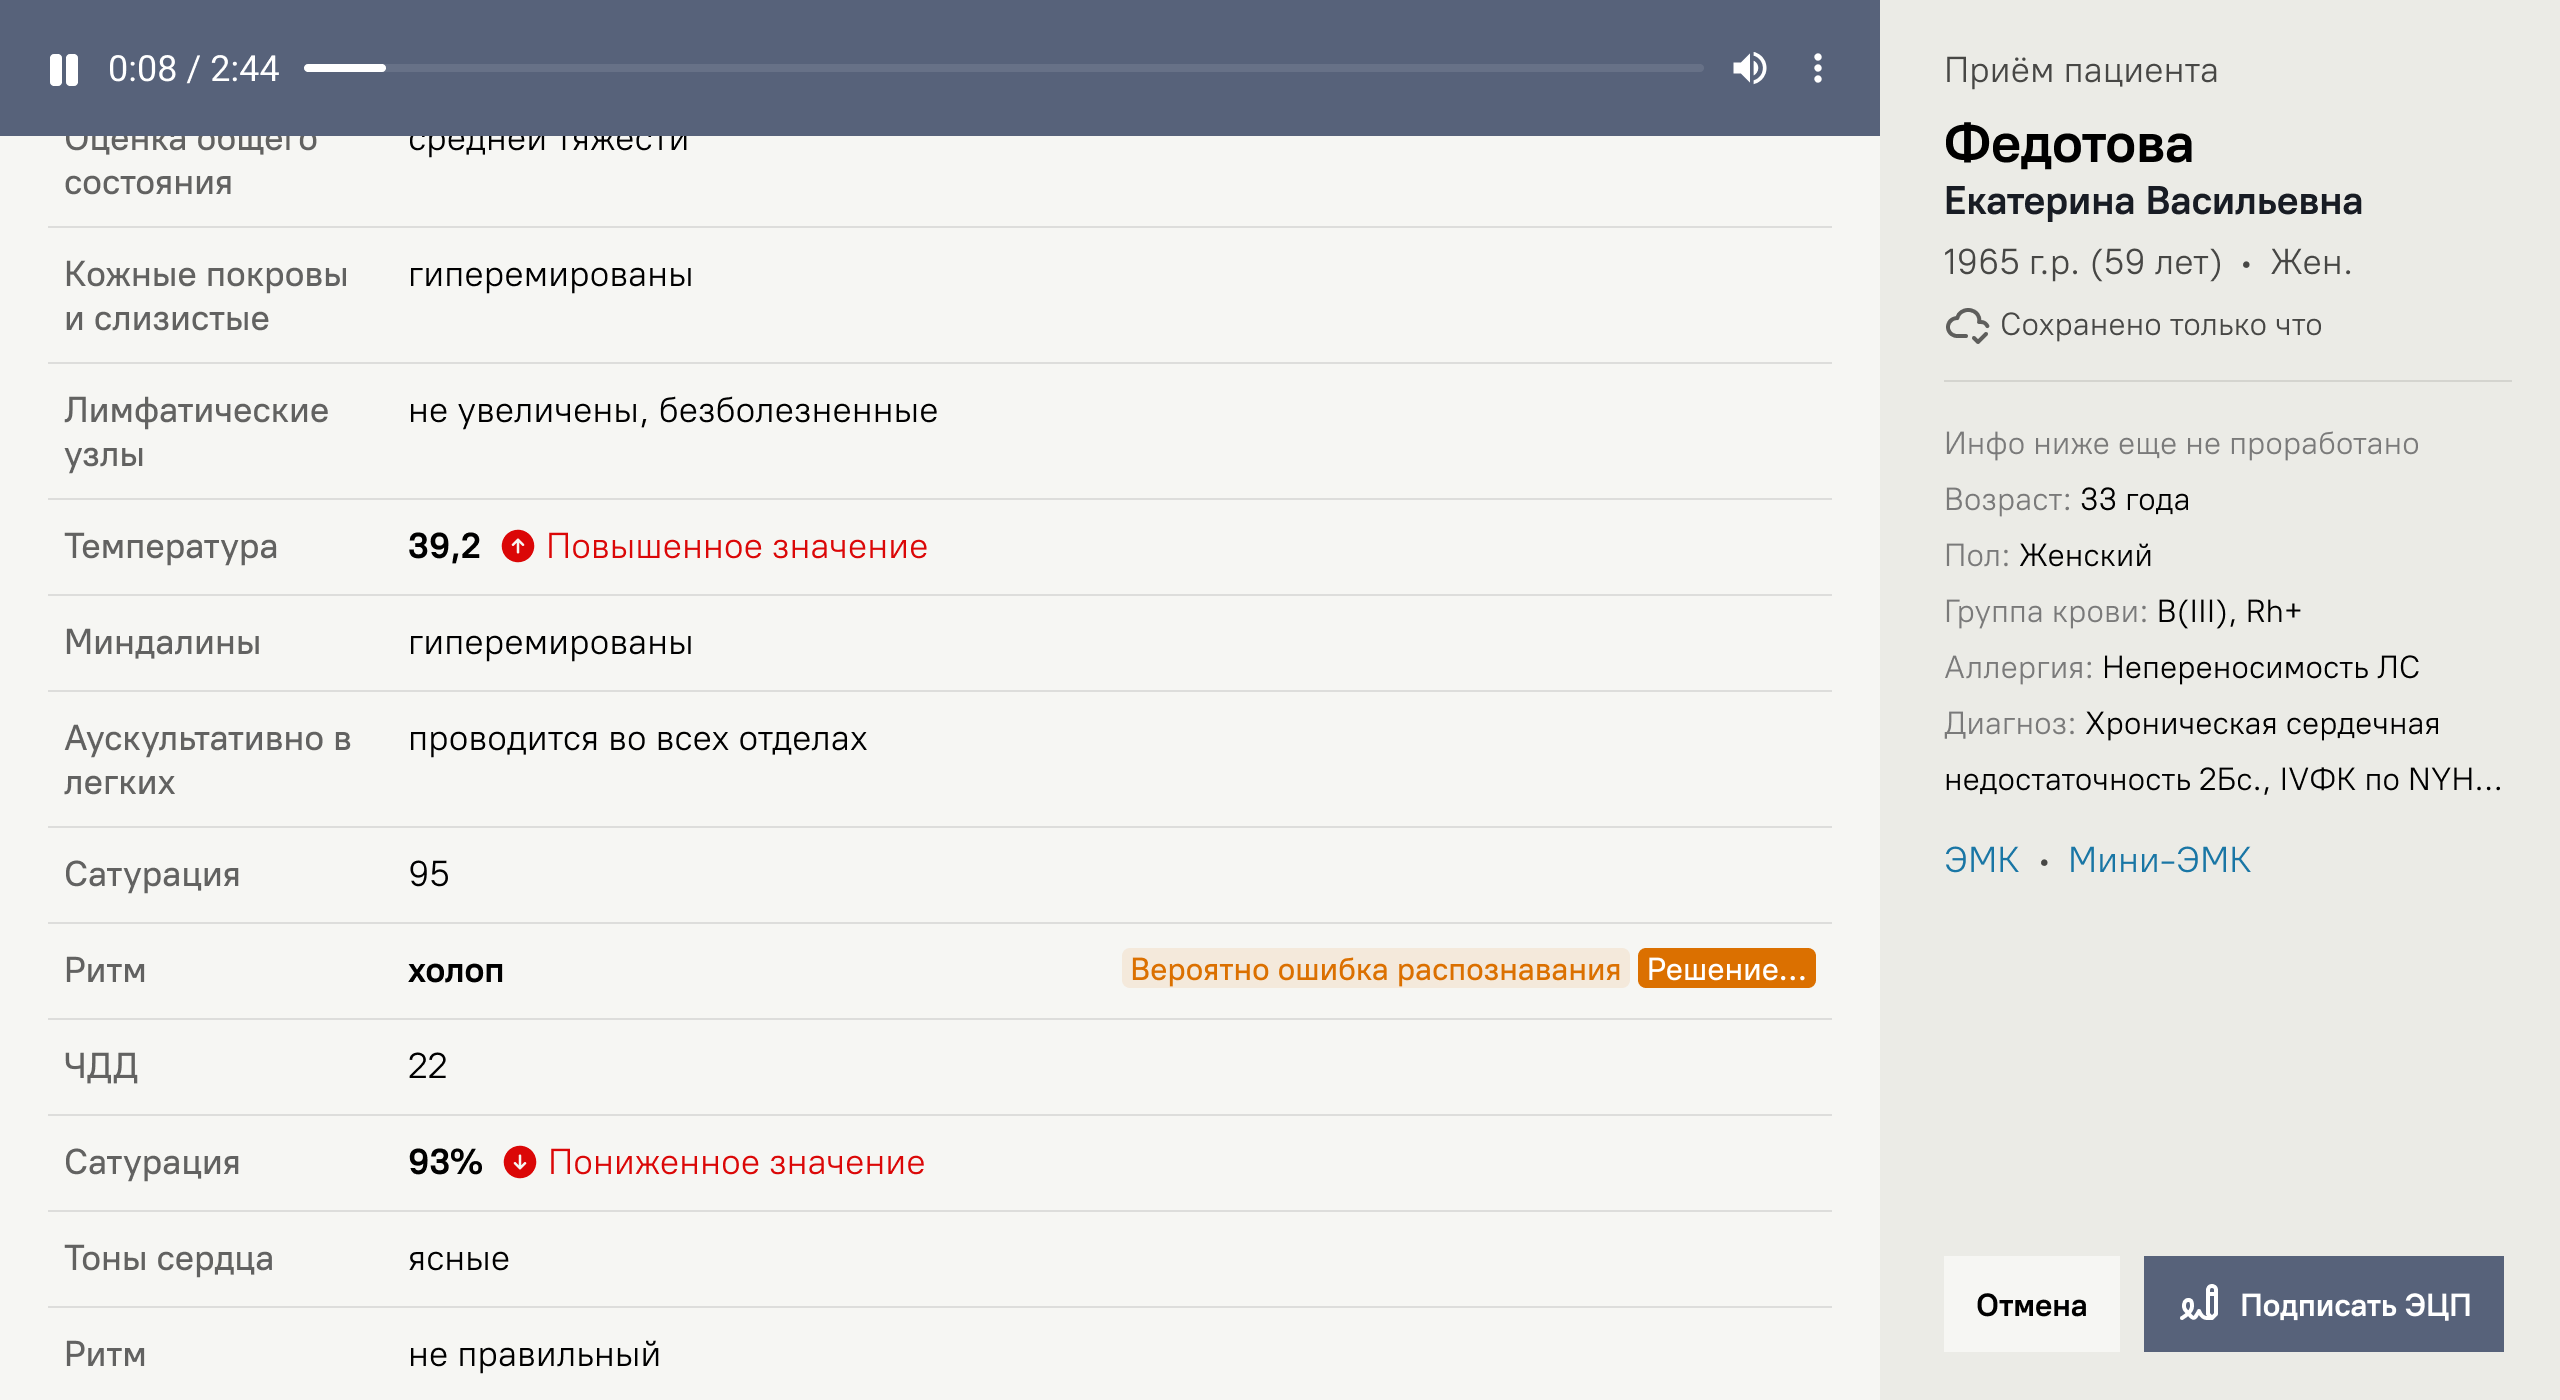 0:08 / 2:44
Оценка общего
состояния
средней тяжести
Кожные покровы
и слизистые
гиперемированы
Лимфатические
узлы
не увеличены, безболезненные
Температура
39,2 Повышенное значение
Миндалины
гиперемированы
Аускультативно в
легких
проводится во всех отделах
Сатурация
95
Ритм
холоп
Вероятно ошибка распознавания
Решение...
ЧДД
22
Сатурация
93% Пониженное значение
Тоны сердца
ясные
Ритм
не правильный
Приём пациента
Федотова
Екатерина Васильевна
1965 г.р. (59 лет) • Жен.
Сохранено только что
Инфо ниже еще не проработано
Возраст: 33 года
Пол: Женский
Группа крови: B(III), Rh+
Аллергия: Непереносимость ЛС
Диагноз: Хроническая сердечная
недостаточность 2Бс., IVФК по NYH...
ЭМК • Мини-ЭМК
Отмена
Подписать ЭЦП